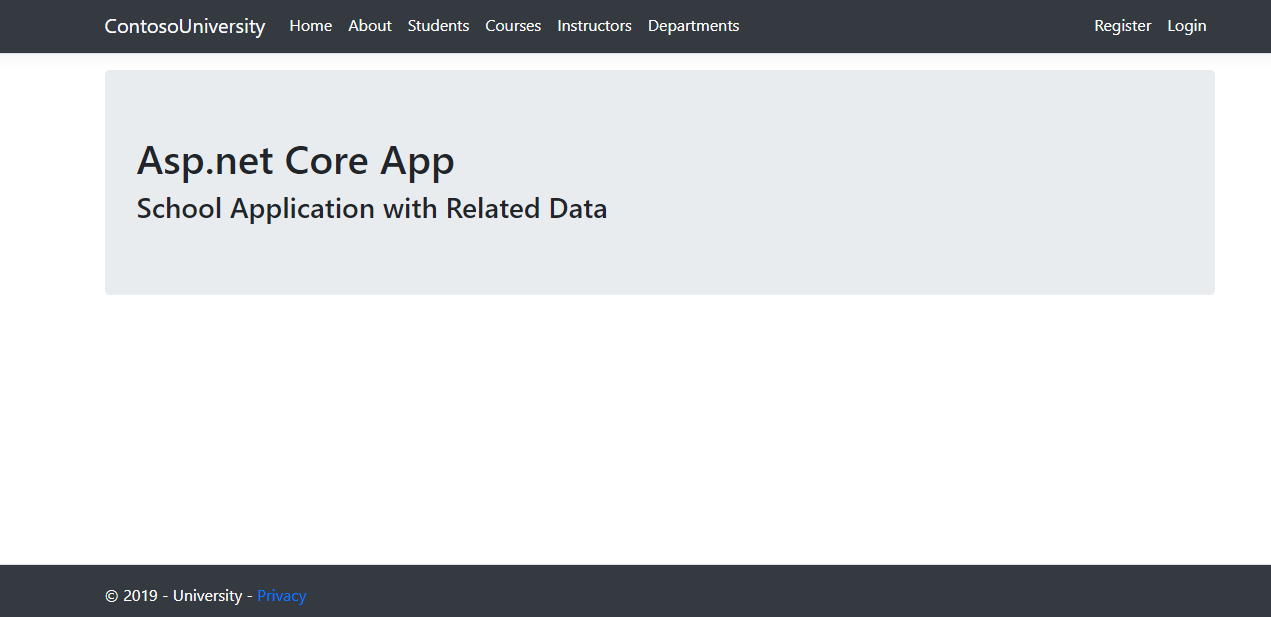 ContosoUniversity Home About Students Courses Instructors Departments Register Login
Asp.net Core App
School Application with Related Data
© 2019 - University - Privacy